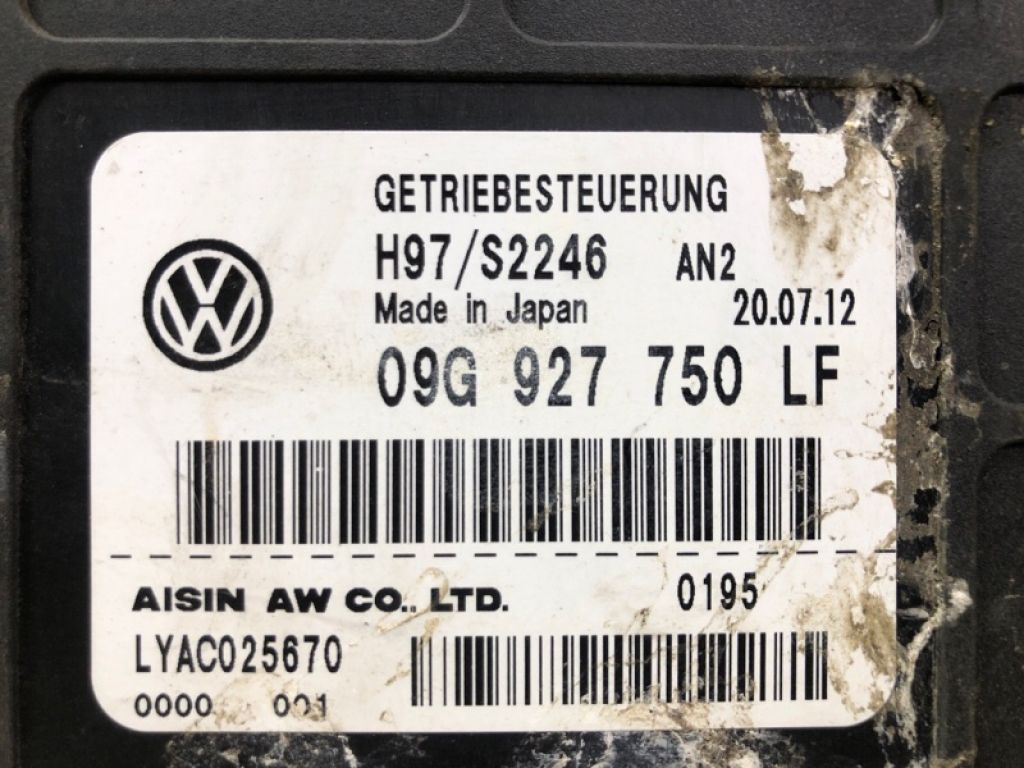 GETRIEBESTEUERUNG
H97/S2246 AN2
Made in Japan 20.07.12
09G 927 750 LF
AISIN AW CO., LTD. 0195
LYAC025670
0000 001